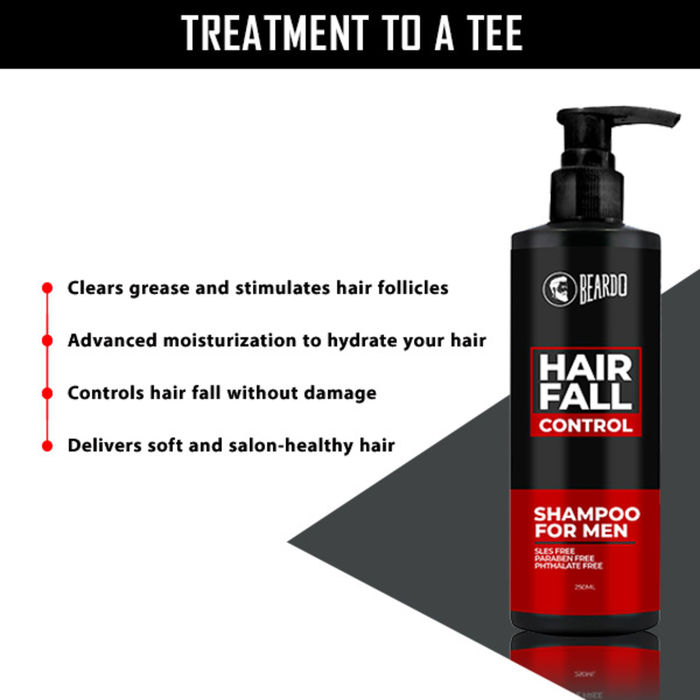 TREATMENT TO A TEE
Clears grease and stimulates hair follicles
Advanced moisturization to hydrate your hair
Controls hair fall without damage
Delivers soft and salon-healthy hair
BEARDO
HAIR
FALL
CONTROL
SHAMPOO
FOR MEN
SLES FREE
PARABEN FREE
PHTHALATE FREE
250ML